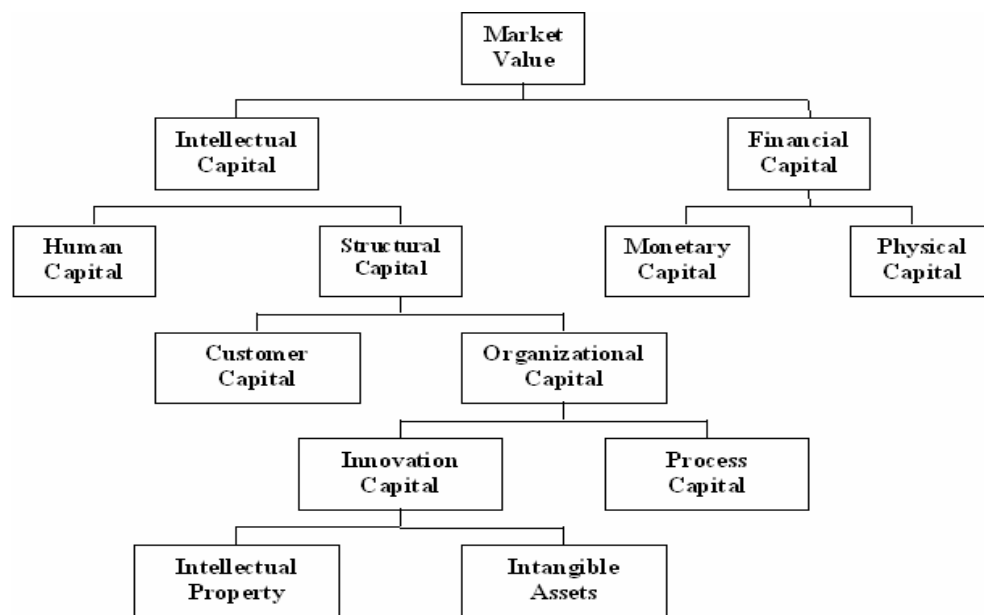 Market
Value
Intellectual
Capital
Financial
Capital
Human
Capital
Structural
Capital
Monetary
Capital
Physical
Capital
Customer
Capital
Organizational
Capital
Innovation
Capital
Process
Capital
Intellectual
Property
Intangible
Assets